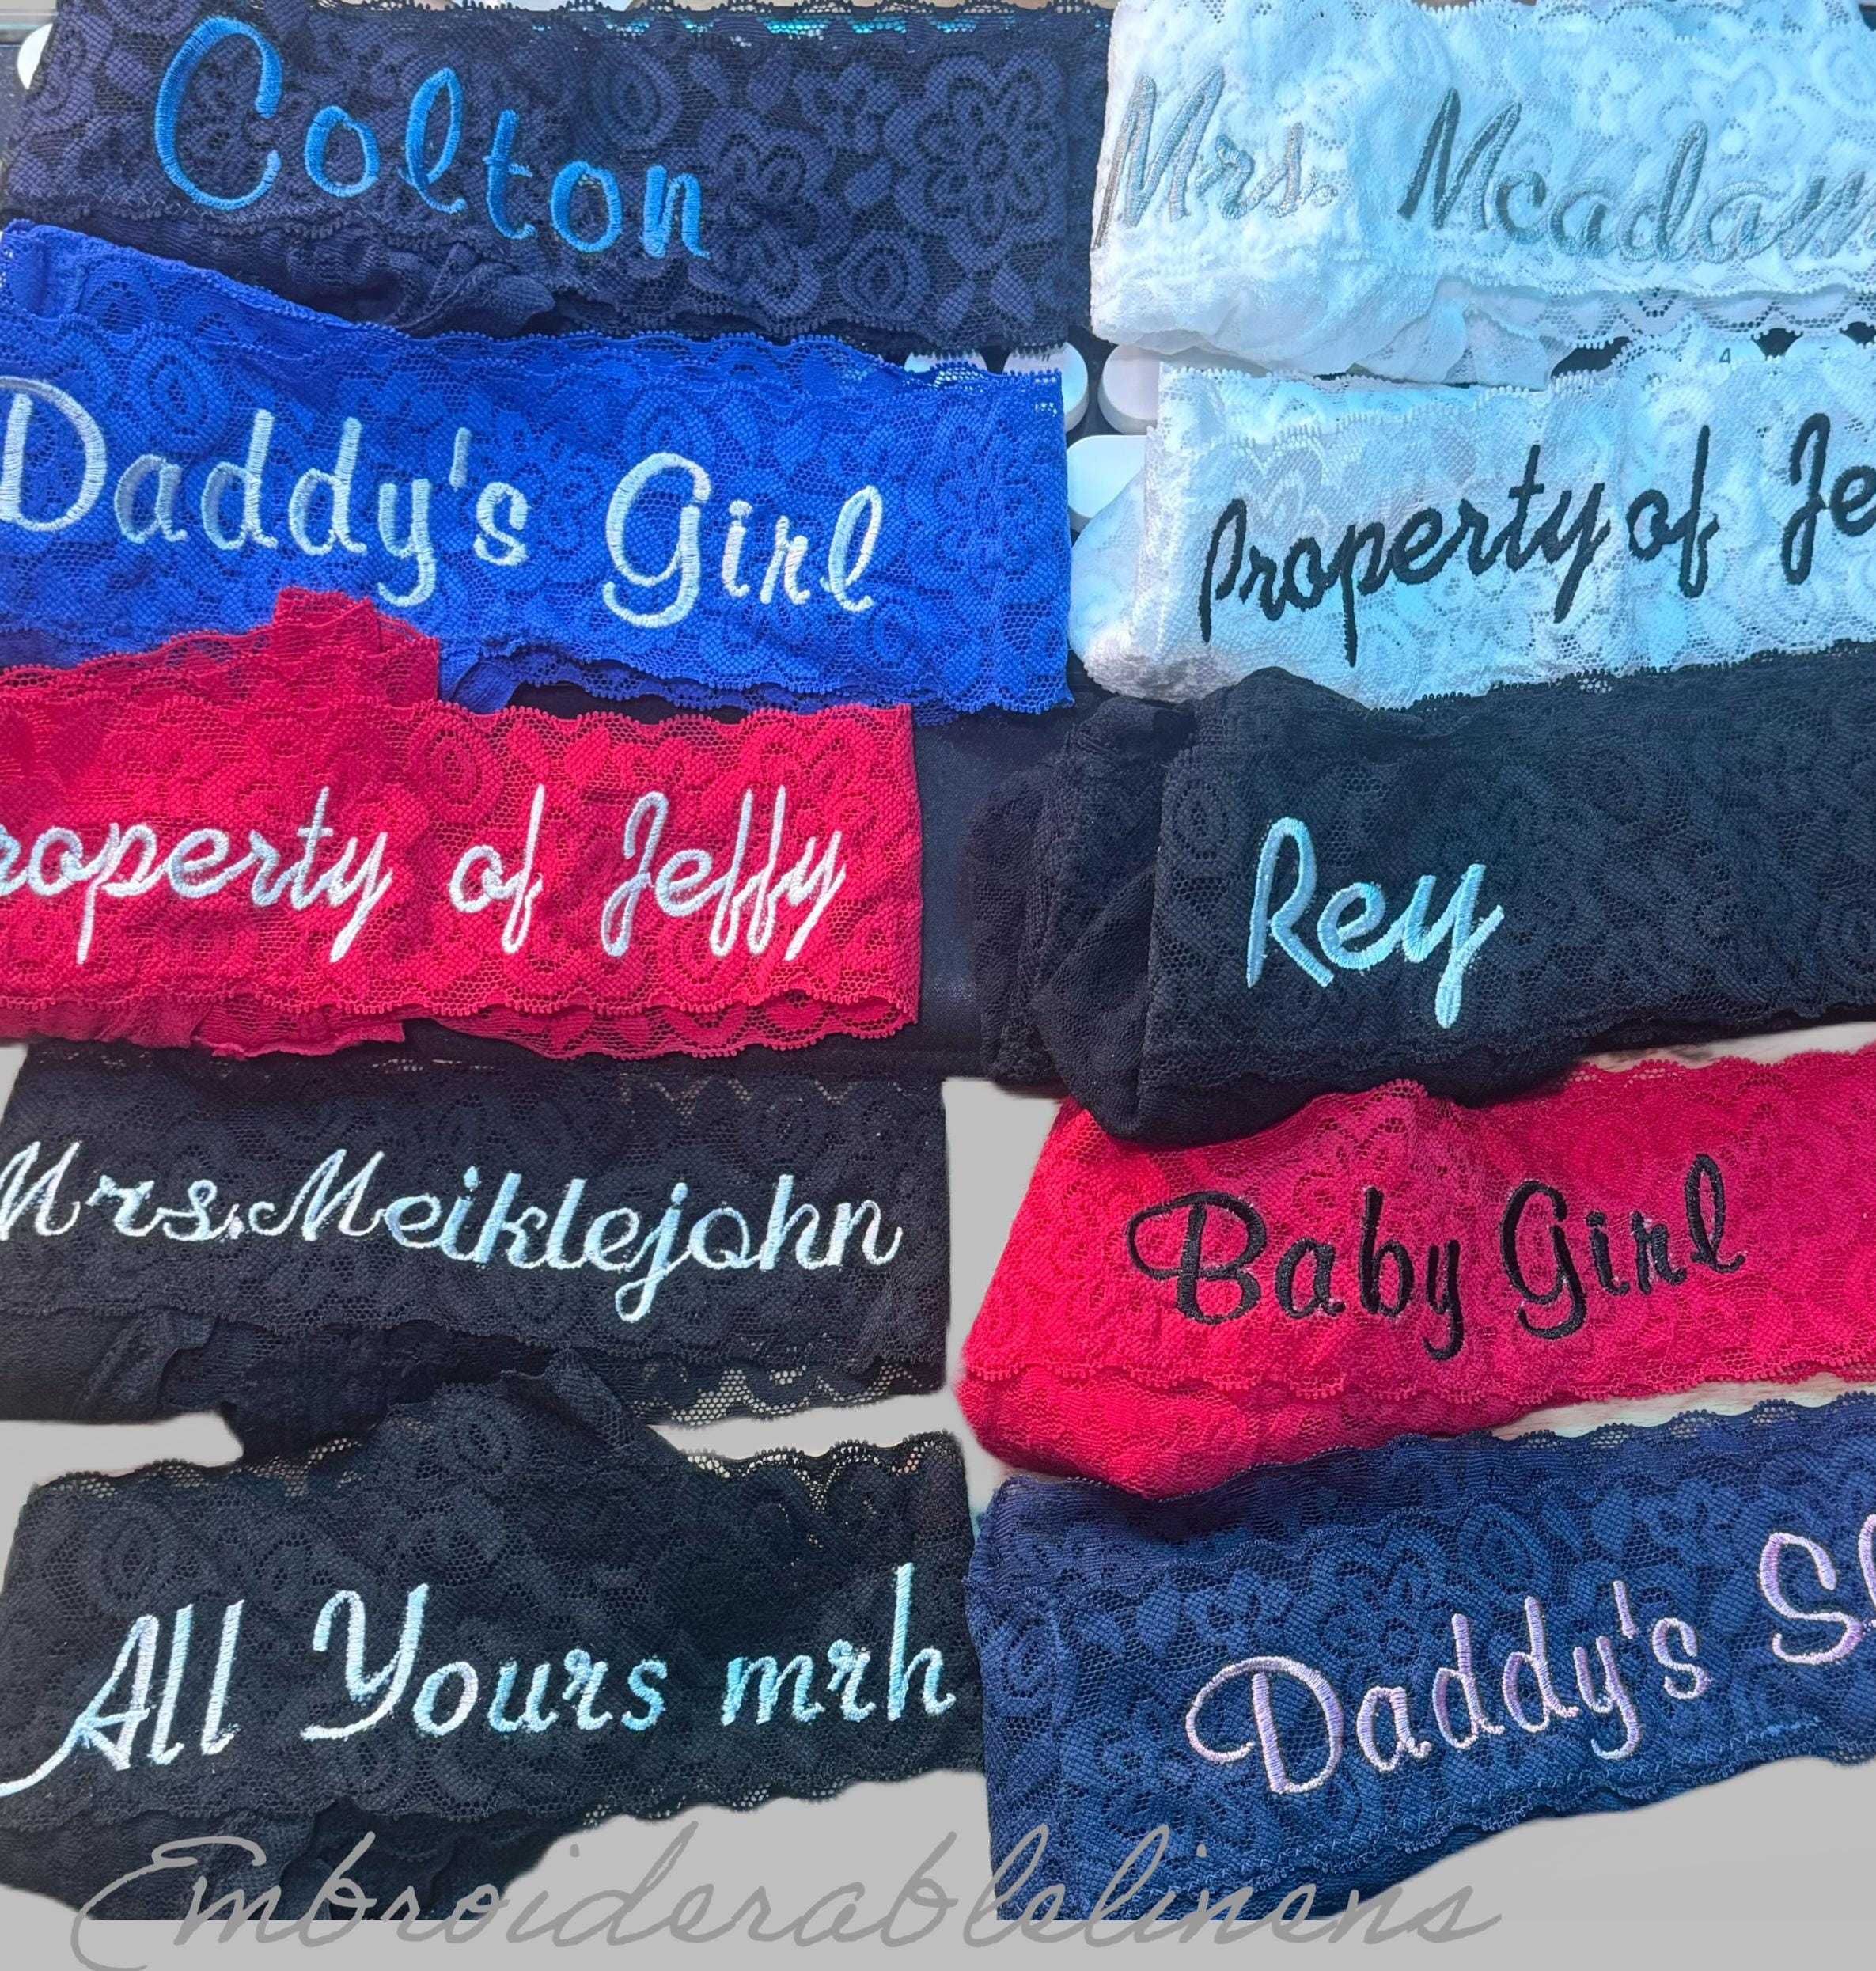 Colton
Mrs. Mcadam
Daddy's Girl
Property of Je
roperty of Jeffy
Rey
Mrs. Meiklejohn
Baby Girl
All Yours mrh
Daddy's
Embroiderablelinens